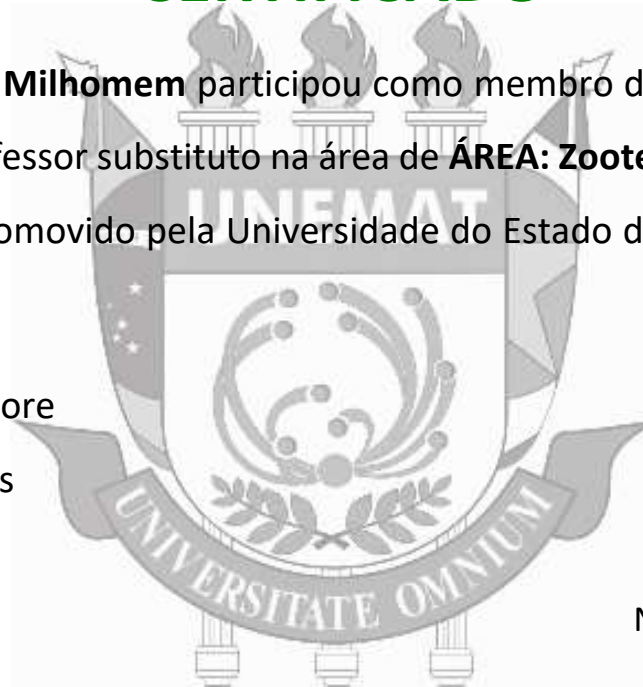 CERTIFICADO
Milhomem participou como membro d
fessor substituto na área de ÁREA: Zoote
omovido pela Universidade do Estado d
UNEMAT
ore
s
UNIVERSITATE OMNIUM
N